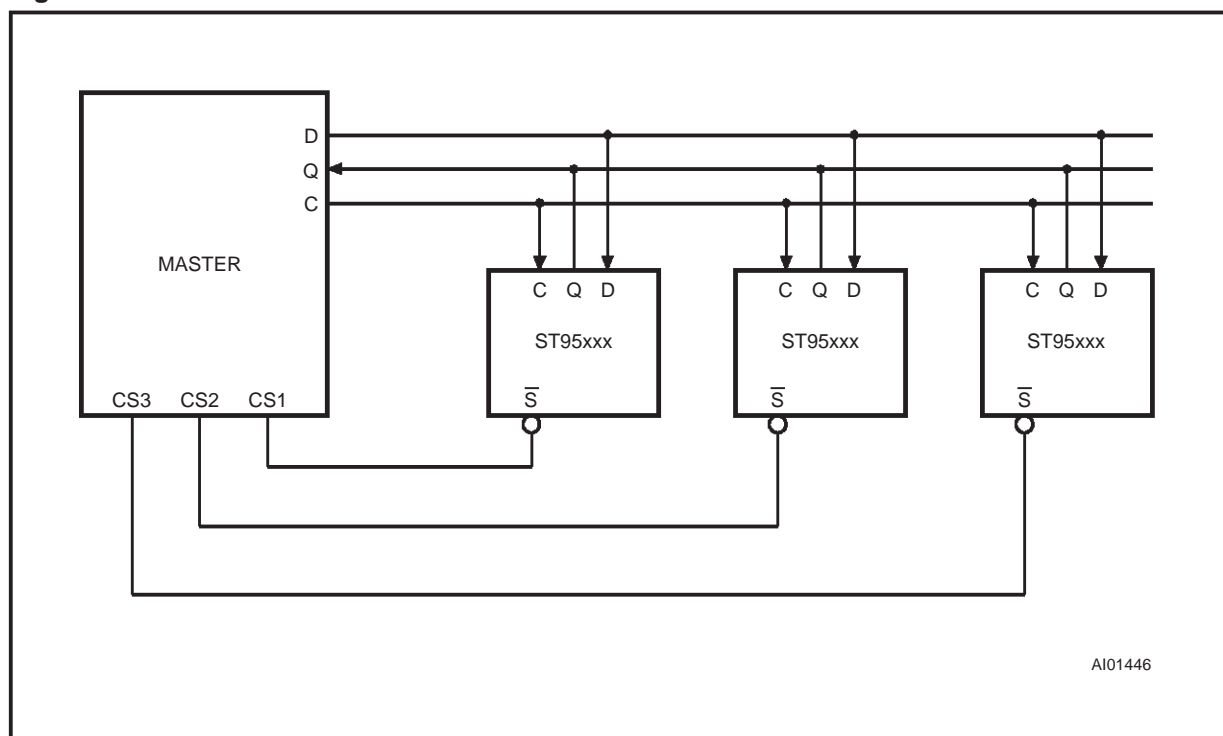 D
Q
C
MASTER
CS3 CS2 CS1
C Q D
ST95xxx
S̅
C Q D
ST95xxx
S̅
C Q D
ST95xxx
S̅
AI01446